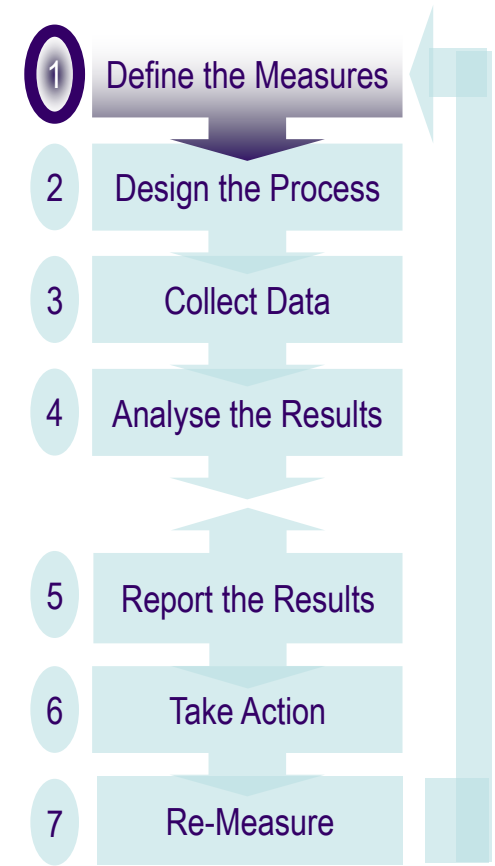 1 Define the Measures
2 Design the Process
3 Collect Data
4 Analyse the Results
5 Report the Results
6 Take Action
7 Re-Measure